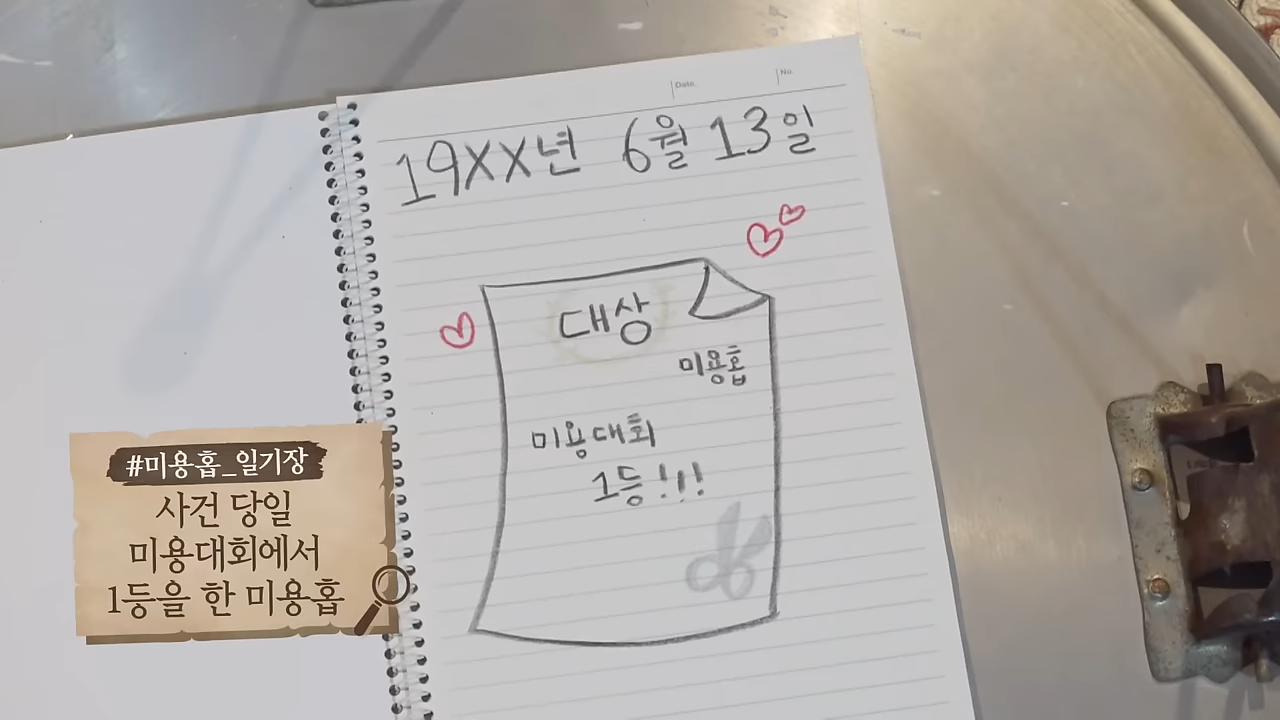 Date.
No.
19XX년 6월 13일
대상
미용홉
미용대회
1등!!!
#미용홉_일기장
사건 당일
미용대회에서
1등을 한 미용홉